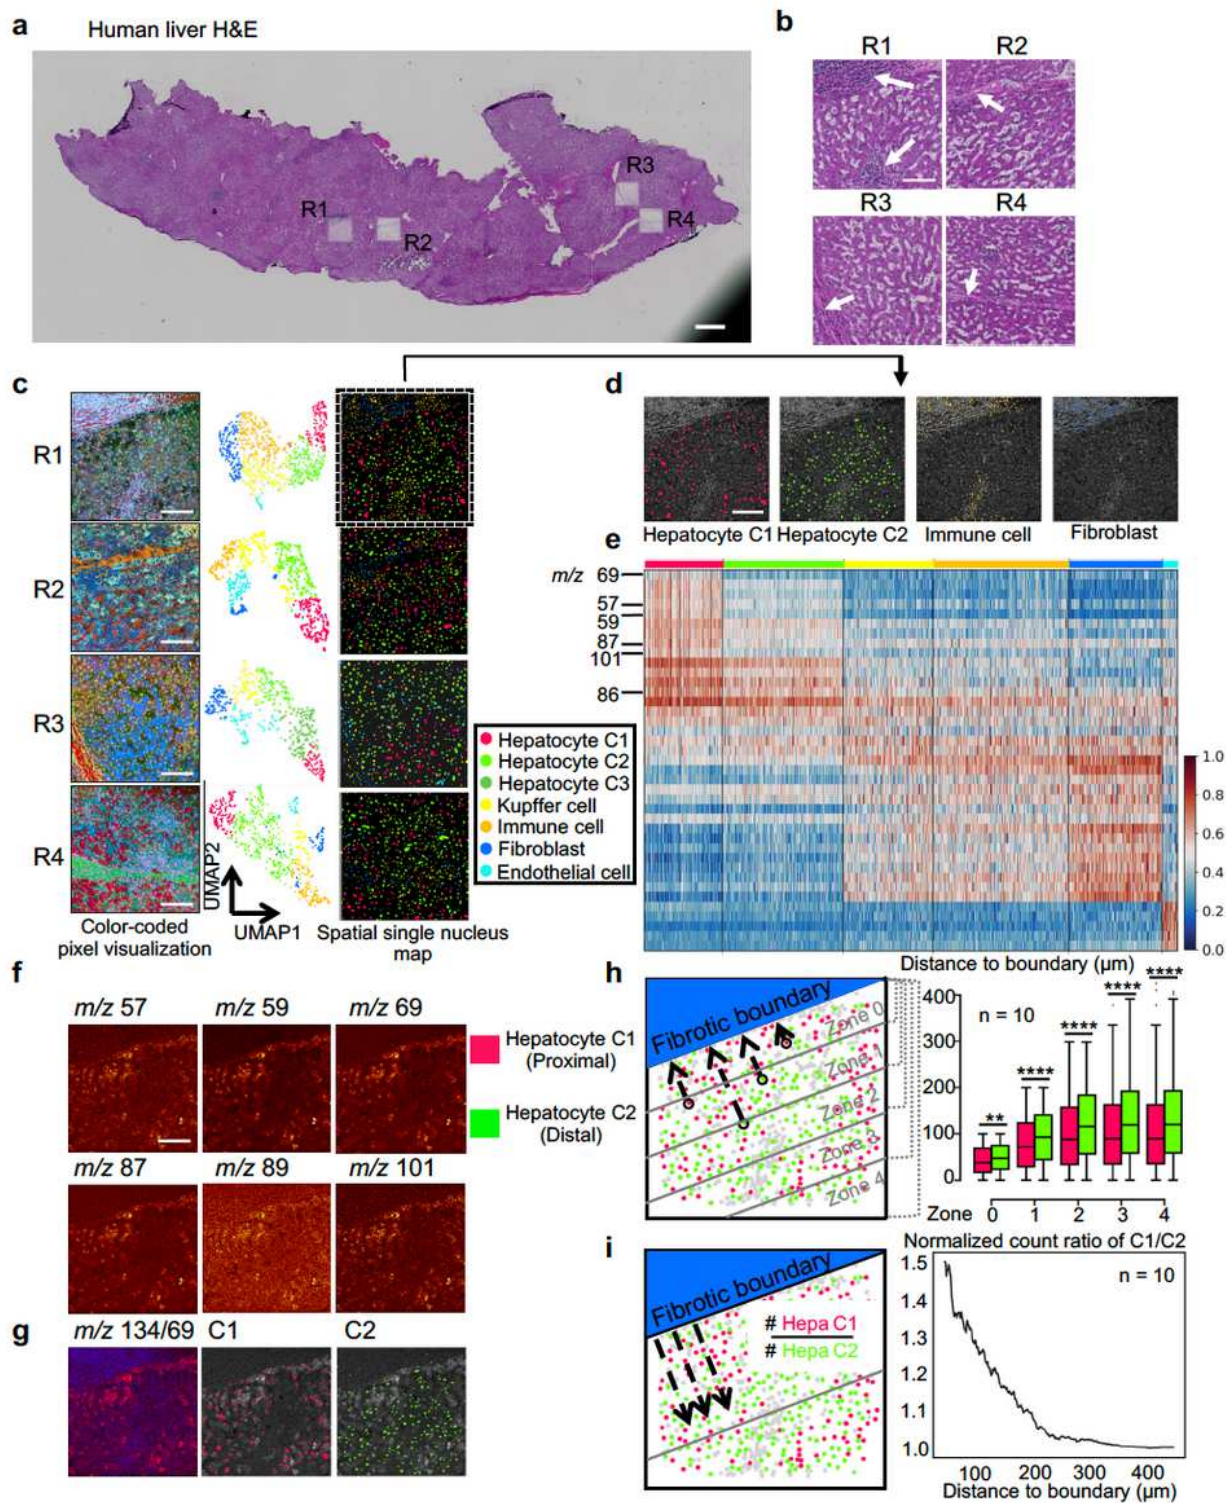 a
Human liver H&E
R1
R2
R3
R4
b
R1
R2
R3
R4
c
R1
R2
R3
R4
UMAP2
UMAP1
Color-coded
pixel visualization
Spatial single nucleus
map
Hepatocyte C1
Hepatocyte C2
Hepatocyte C3
Kupffer cell
Immune cell
Fibroblast
Endothelial cell
d
Hepatocyte C1
Hepatocyte C2
Immune cell
Fibroblast
e
m/z
69
57
59
87
101
86
1.0
0.8
0.6
0.4
0.2
0.0
f
m/z 57
m/z 59
m/z 69
m/z 87
m/z 89
m/z 101
Hepatocyte C1
(Proximal)
Hepatocyte C2
(Distal)
g
m/z 134/69
C1
C2
h
Fibrotic boundary
Zone 0
Zone 1
Zone 2
Zone 3
Zone 4
Distance to boundary (µm)
400
300
200
100
0
n = 10
**
****
****
****
****
Zone
0
1
2
3
4
i
Fibrotic boundary
# Hepa C1
# Hepa C2
Normalized count ratio of C1/C2
1.5
1.4
1.3
1.2
1.1
1.0
n = 10
100
200
300
400
Distance to boundary (µm)